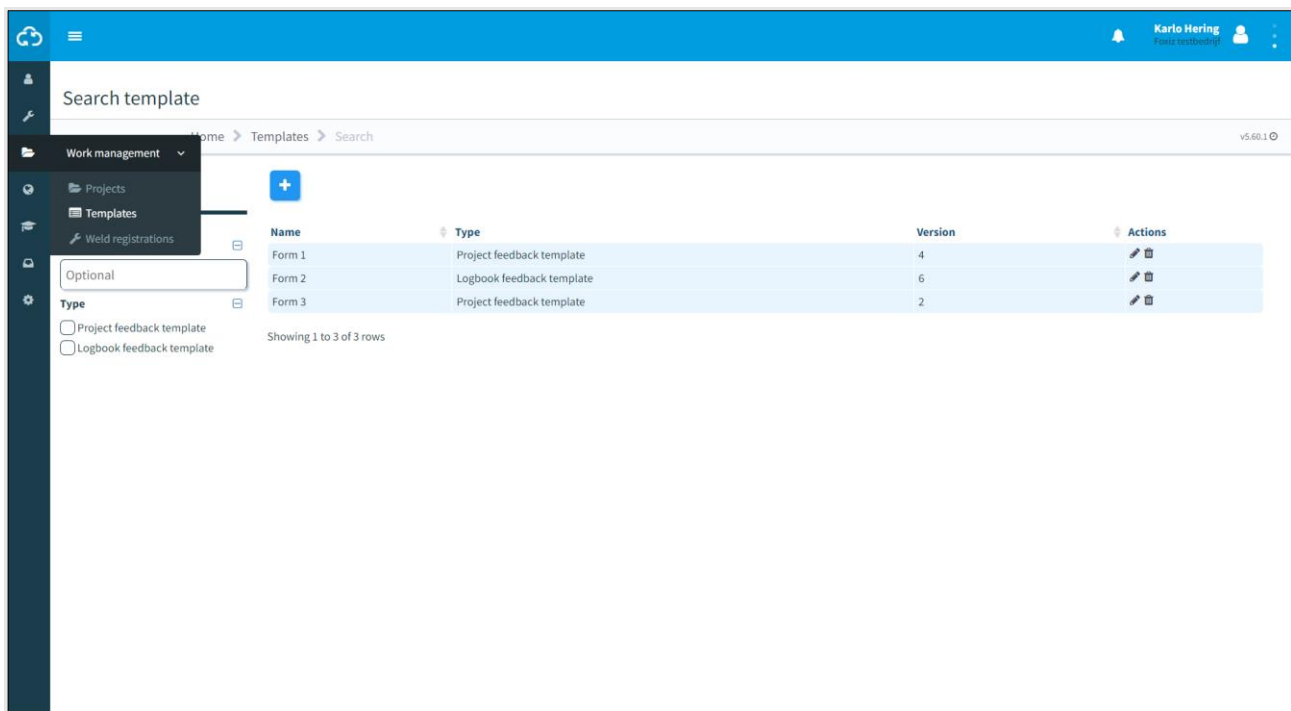 Karlo Hering
Fuxiz testbedrijf
Search template
ome > Templates > Search
v5.60.1
Work management
Projects
Templates
Weld registrations
Optional
Type
Project feedback template
Logbook feedback template
+
Name Type Version Actions
Form 1 Project feedback template 4
Form 2 Logbook feedback template 6
Form 3 Project feedback template 2
Showing 1 to 3 of 3 rows